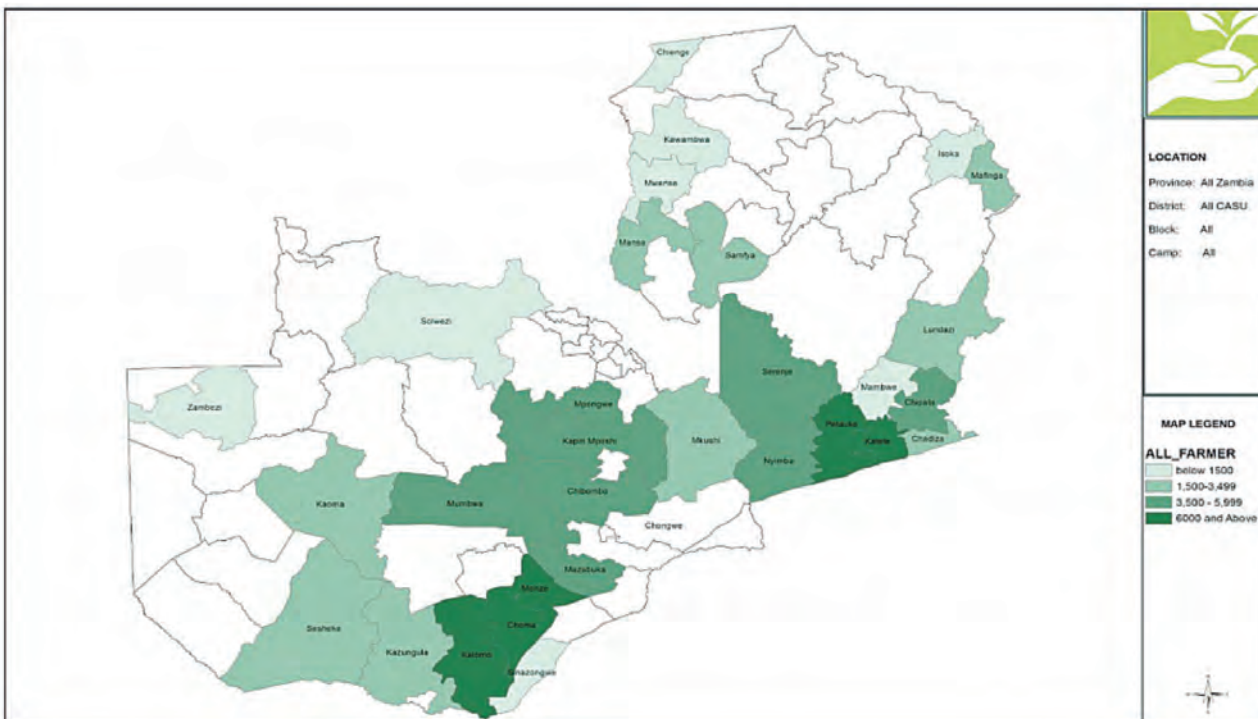 Chienge
Kawambwa
Mwense
Isoka
Mafinga
Mansa
Samfya
Solwezi
Lundazi
Zambezi
Serenje
Mambwe
Chipata
Mpongwe
Petauke
Kapiri Mposhi
Mkushi
Katete
Chadiza
Nyimba
Kaoma
Mumbwa
Chibombo
Chongwe
Mazabuka
Monze
Sesheke
Choma
Kazungula
Kalomo
Sinazongwe
LOCATION
Province: All Zambia
District: All CASU
Block: All
Camp: All
MAP LEGEND
ALL_FARMER
below 1500
1,500-3,499
3,500 - 5,999
6000 and Above